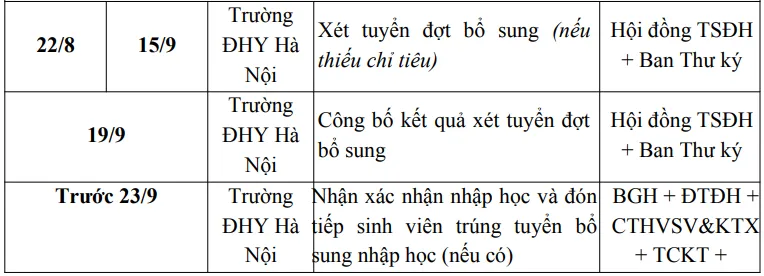 22/8
15/9
Trường
ĐHY Hà
Nội
Xét tuyển đợt bổ sung (nếu
thiếu chỉ tiêu)
Hội đồng TSĐH
+ Ban Thư ký
19/9
Trường
ĐHY Hà
Nội
Công bố kết quả xét tuyển đợt
bổ sung
Hội đồng TSĐH
+ Ban Thư ký
Trước 23/9
Trường
ĐHY Hà
Nội
Nhận xác nhận nhập học và đón
tiếp sinh viên trúng tuyển bổ
sung nhập học (nếu có)
BGH + ĐTĐH +
CTHVSV&KTX
+ TCKT +